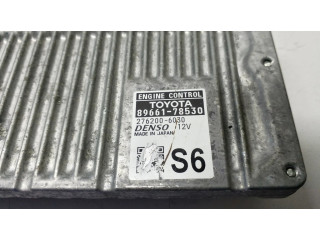 ENGINE CONTROL
TOYOTA
89661-78530
276200-6030
DENSO /12V
MADE IN JAPAN/
S6